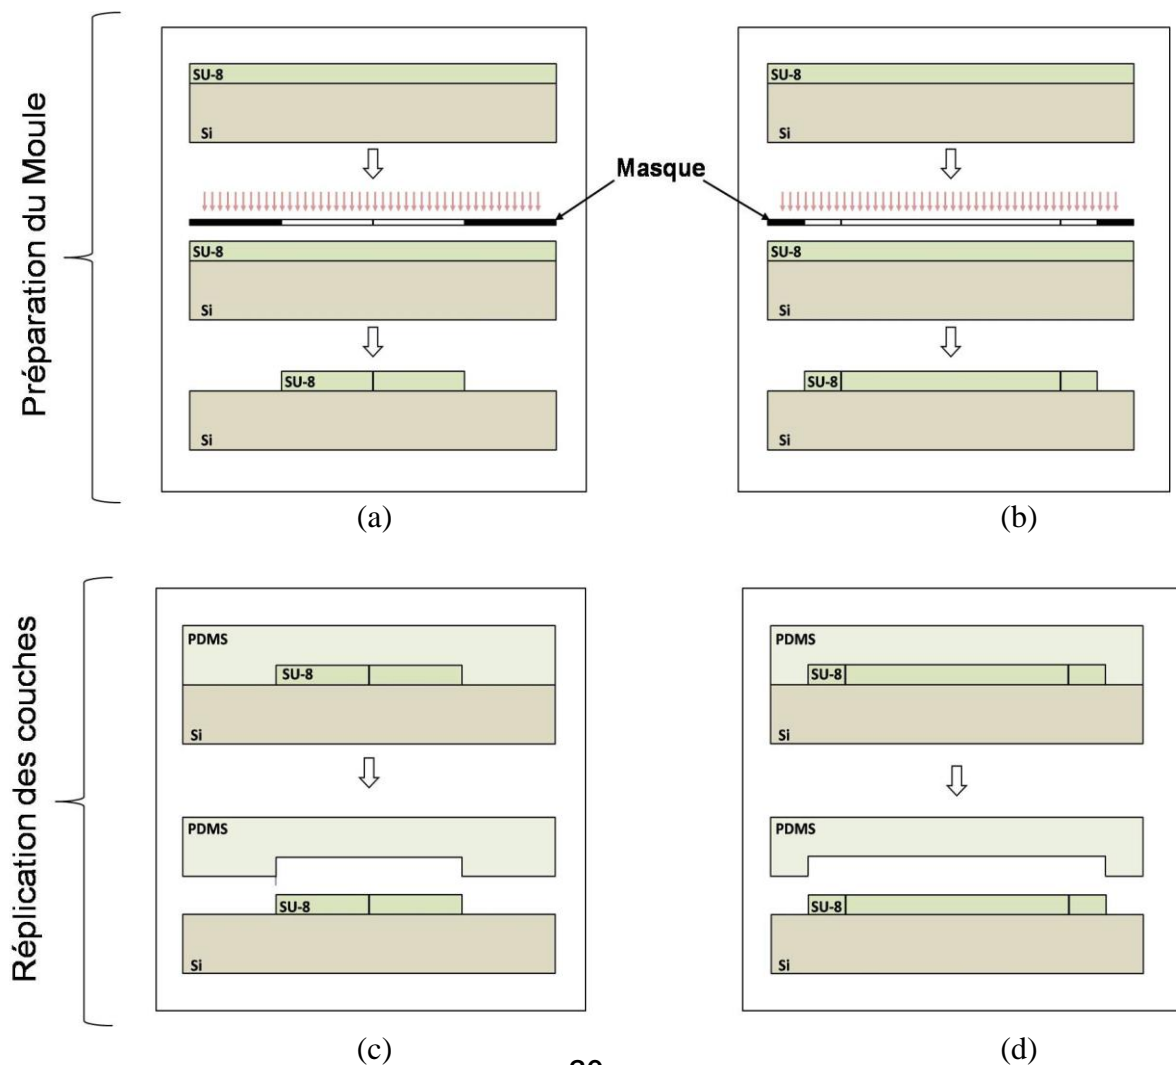 Préparation du Moule
SU-8
Si
SU-8
Si
SU-8
Si
(a)
Masque
SU-8
Si
SU-8
Si
SU-8
Si
(b)
Réplication des couches
PDMS
SU-8
Si
PDMS
SU-8
Si
(c)
PDMS
SU-8
Si
PDMS
SU-8
Si
(d)